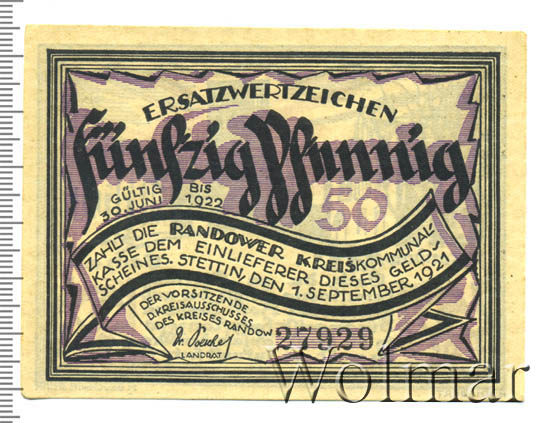 ERSATZWERTZEICHEN
Fünfzig Pfennig
GÜLTIG BIS
30. JUNI 1922
50
ZAHLT DIE RANDOWER KREISKOMMUNAL-
KASSE DEM EINLIEFERER DIESES GELD-
SCHEINES. STETTIN, DEN 1. SEPTEMBER 1921
DER VORSITZENDE
D. KREISAUSSCHUSSES
DES KREISES RANDOW
27929
LANDRAT
Wolmar